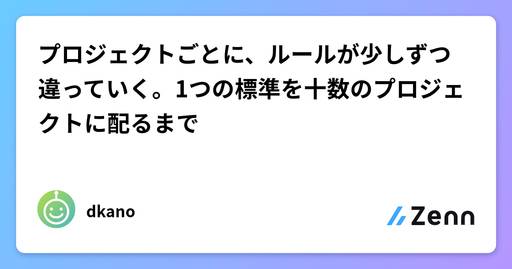 プロジェクトごとに、ルールが少しずつ
違っていく。1つの標準を十数のプロジェ
クトに配るまで
dkano
Zenn